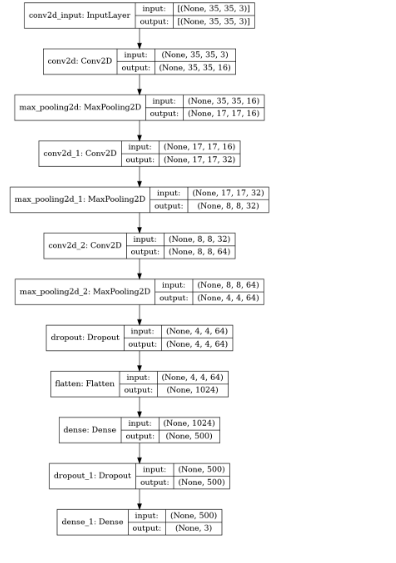 conv2d_input: InputLayer input: [(None, 35, 35, 3)]
output: [(None, 35, 35, 3)]
conv2d: Conv2D input: (None, 35, 35, 3)
output: (None, 35, 35, 16)
max_pooling2d: MaxPooling2D input: (None, 35, 35, 16)
output: (None, 17, 17, 16)
conv2d_1: Conv2D input: (None, 17, 17, 16)
output: (None, 17, 17, 32)
max_pooling2d_1: MaxPooling2D input: (None, 17, 17, 32)
output: (None, 8, 8, 32)
conv2d_2: Conv2D input: (None, 8, 8, 32)
output: (None, 8, 8, 64)
max_pooling2d_2: MaxPooling2D input: (None, 8, 8, 64)
output: (None, 4, 4, 64)
dropout: Dropout input: (None, 4, 4, 64)
output: (None, 4, 4, 64)
flatten: Flatten input: (None, 4, 4, 64)
output: (None, 1024)
dense: Dense input: (None, 1024)
output: (None, 500)
dropout_1: Dropout input: (None, 500)
output: (None, 500)
dense_1: Dense input: (None, 500)
output: (None, 3)